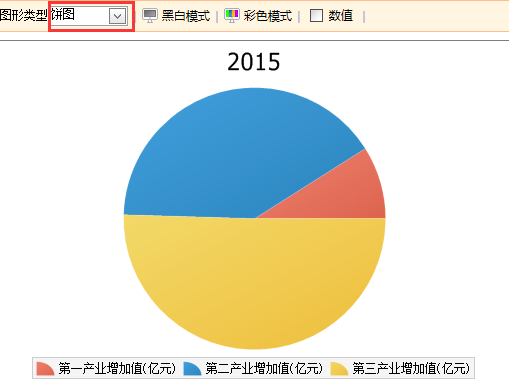 图形类型 饼图 黑白模式 | 彩色模式 | 数值 |
2015
第一产业增加值(亿元) 第二产业增加值(亿元) 第三产业增加值(亿元)